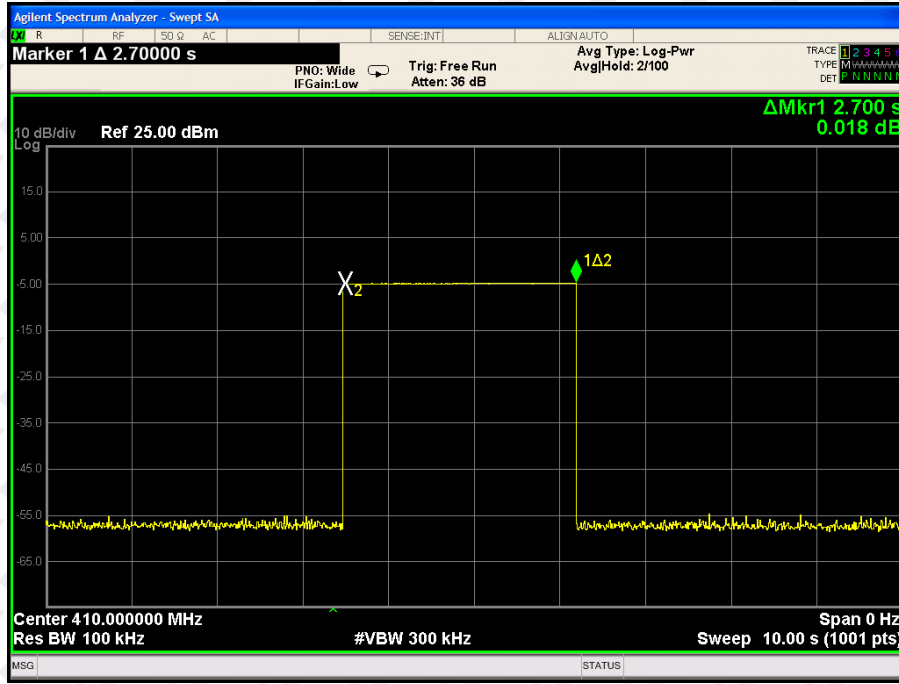 Agilent Spectrum Analyzer - Swept SA
LXI R RF 50 Ω AC SENSE:INT ALIGNAUTO
Marker 1 Δ 2.70000 s
PNO: Wide
IFGain:Low
Trig: Free Run
Atten: 36 dB
Avg Type: Log-Pwr
Avg|Hold: 2/100
TRACE 1 2 3 4 5 6
TYPE M
DET P N N N N N
ΔMkr1 2.700 s
0.018 dB
10 dB/div Ref 25.00 dBm
Log
15.0
5.00
1Δ2
-5.00
X2
-15.0
-25.0
-35.0
-45.0
-55.0
-65.0
Center 410.000000 MHz Span 0 Hz
Res BW 100 kHz #VBW 300 kHz Sweep 10.00 s (1001 pts)
MSG STATUS